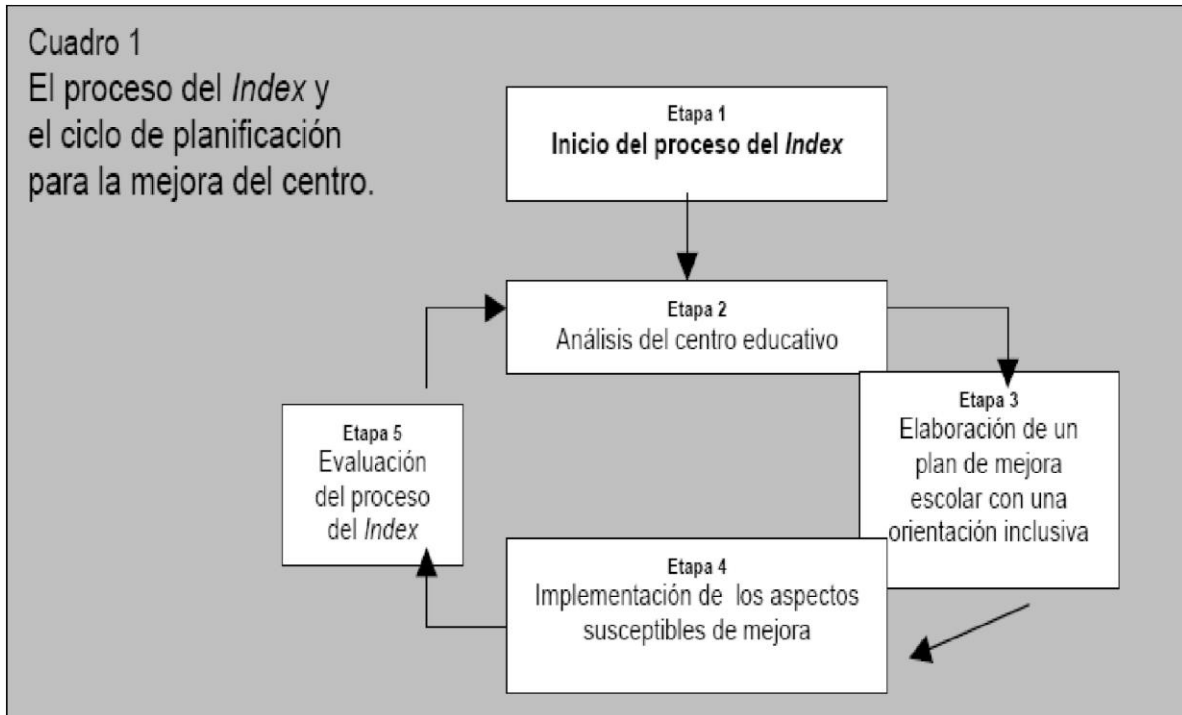 Cuadro 1
El proceso del Index y
el ciclo de planificación
para la mejora del centro.
Etapa 1
Inicio del proceso del Index
Etapa 2
Análisis del centro educativo
Etapa 3
Elaboración de un
plan de mejora
escolar con una
orientación inclusiva
Etapa 4
Implementación de los aspectos
susceptibles de mejora
Etapa 5
Evaluación
del proceso
del Index